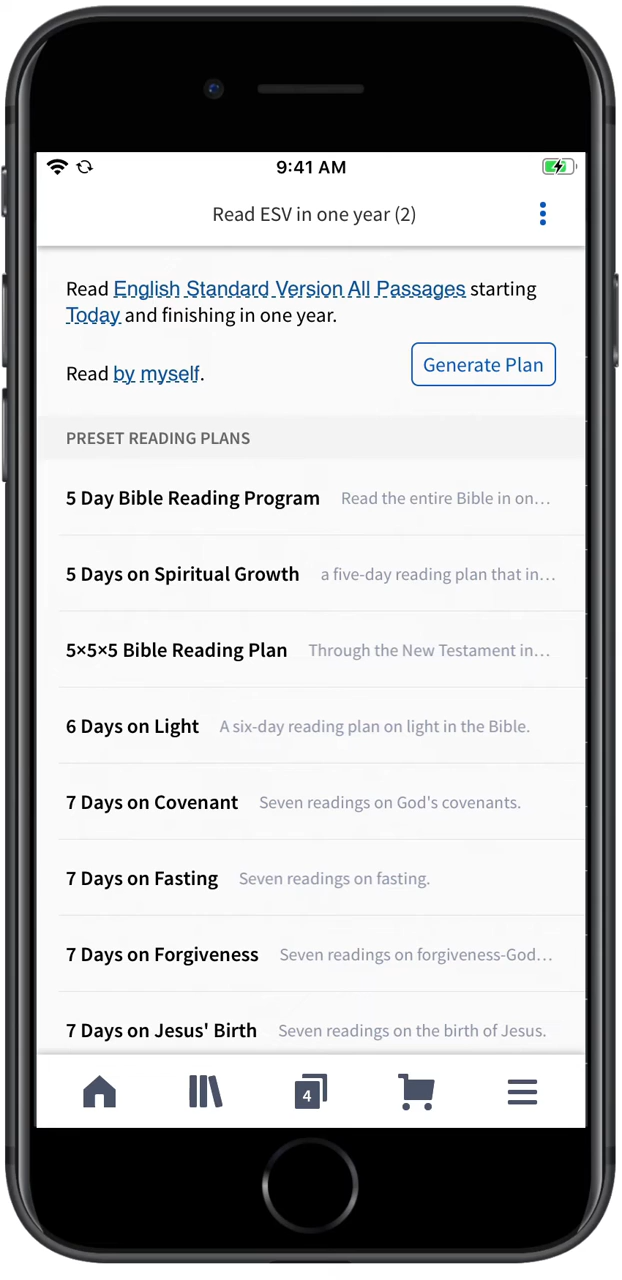 9:41 AM
Read ESV in one year (2)
Read English Standard Version All Passages starting
Today and finishing in one year.
Read by myself.
Generate Plan
PRESET READING PLANS
5 Day Bible Reading Program Read the entire Bible in on…
5 Days on Spiritual Growth a five-day reading plan that in…
5×5×5 Bible Reading Plan Through the New Testament in…
6 Days on Light A six-day reading plan on light in the Bible.
7 Days on Covenant Seven readings on God's covenants.
7 Days on Fasting Seven readings on fasting.
7 Days on Forgiveness Seven readings on forgiveness-God…
7 Days on Jesus' Birth Seven readings on the birth of Jesus.
4